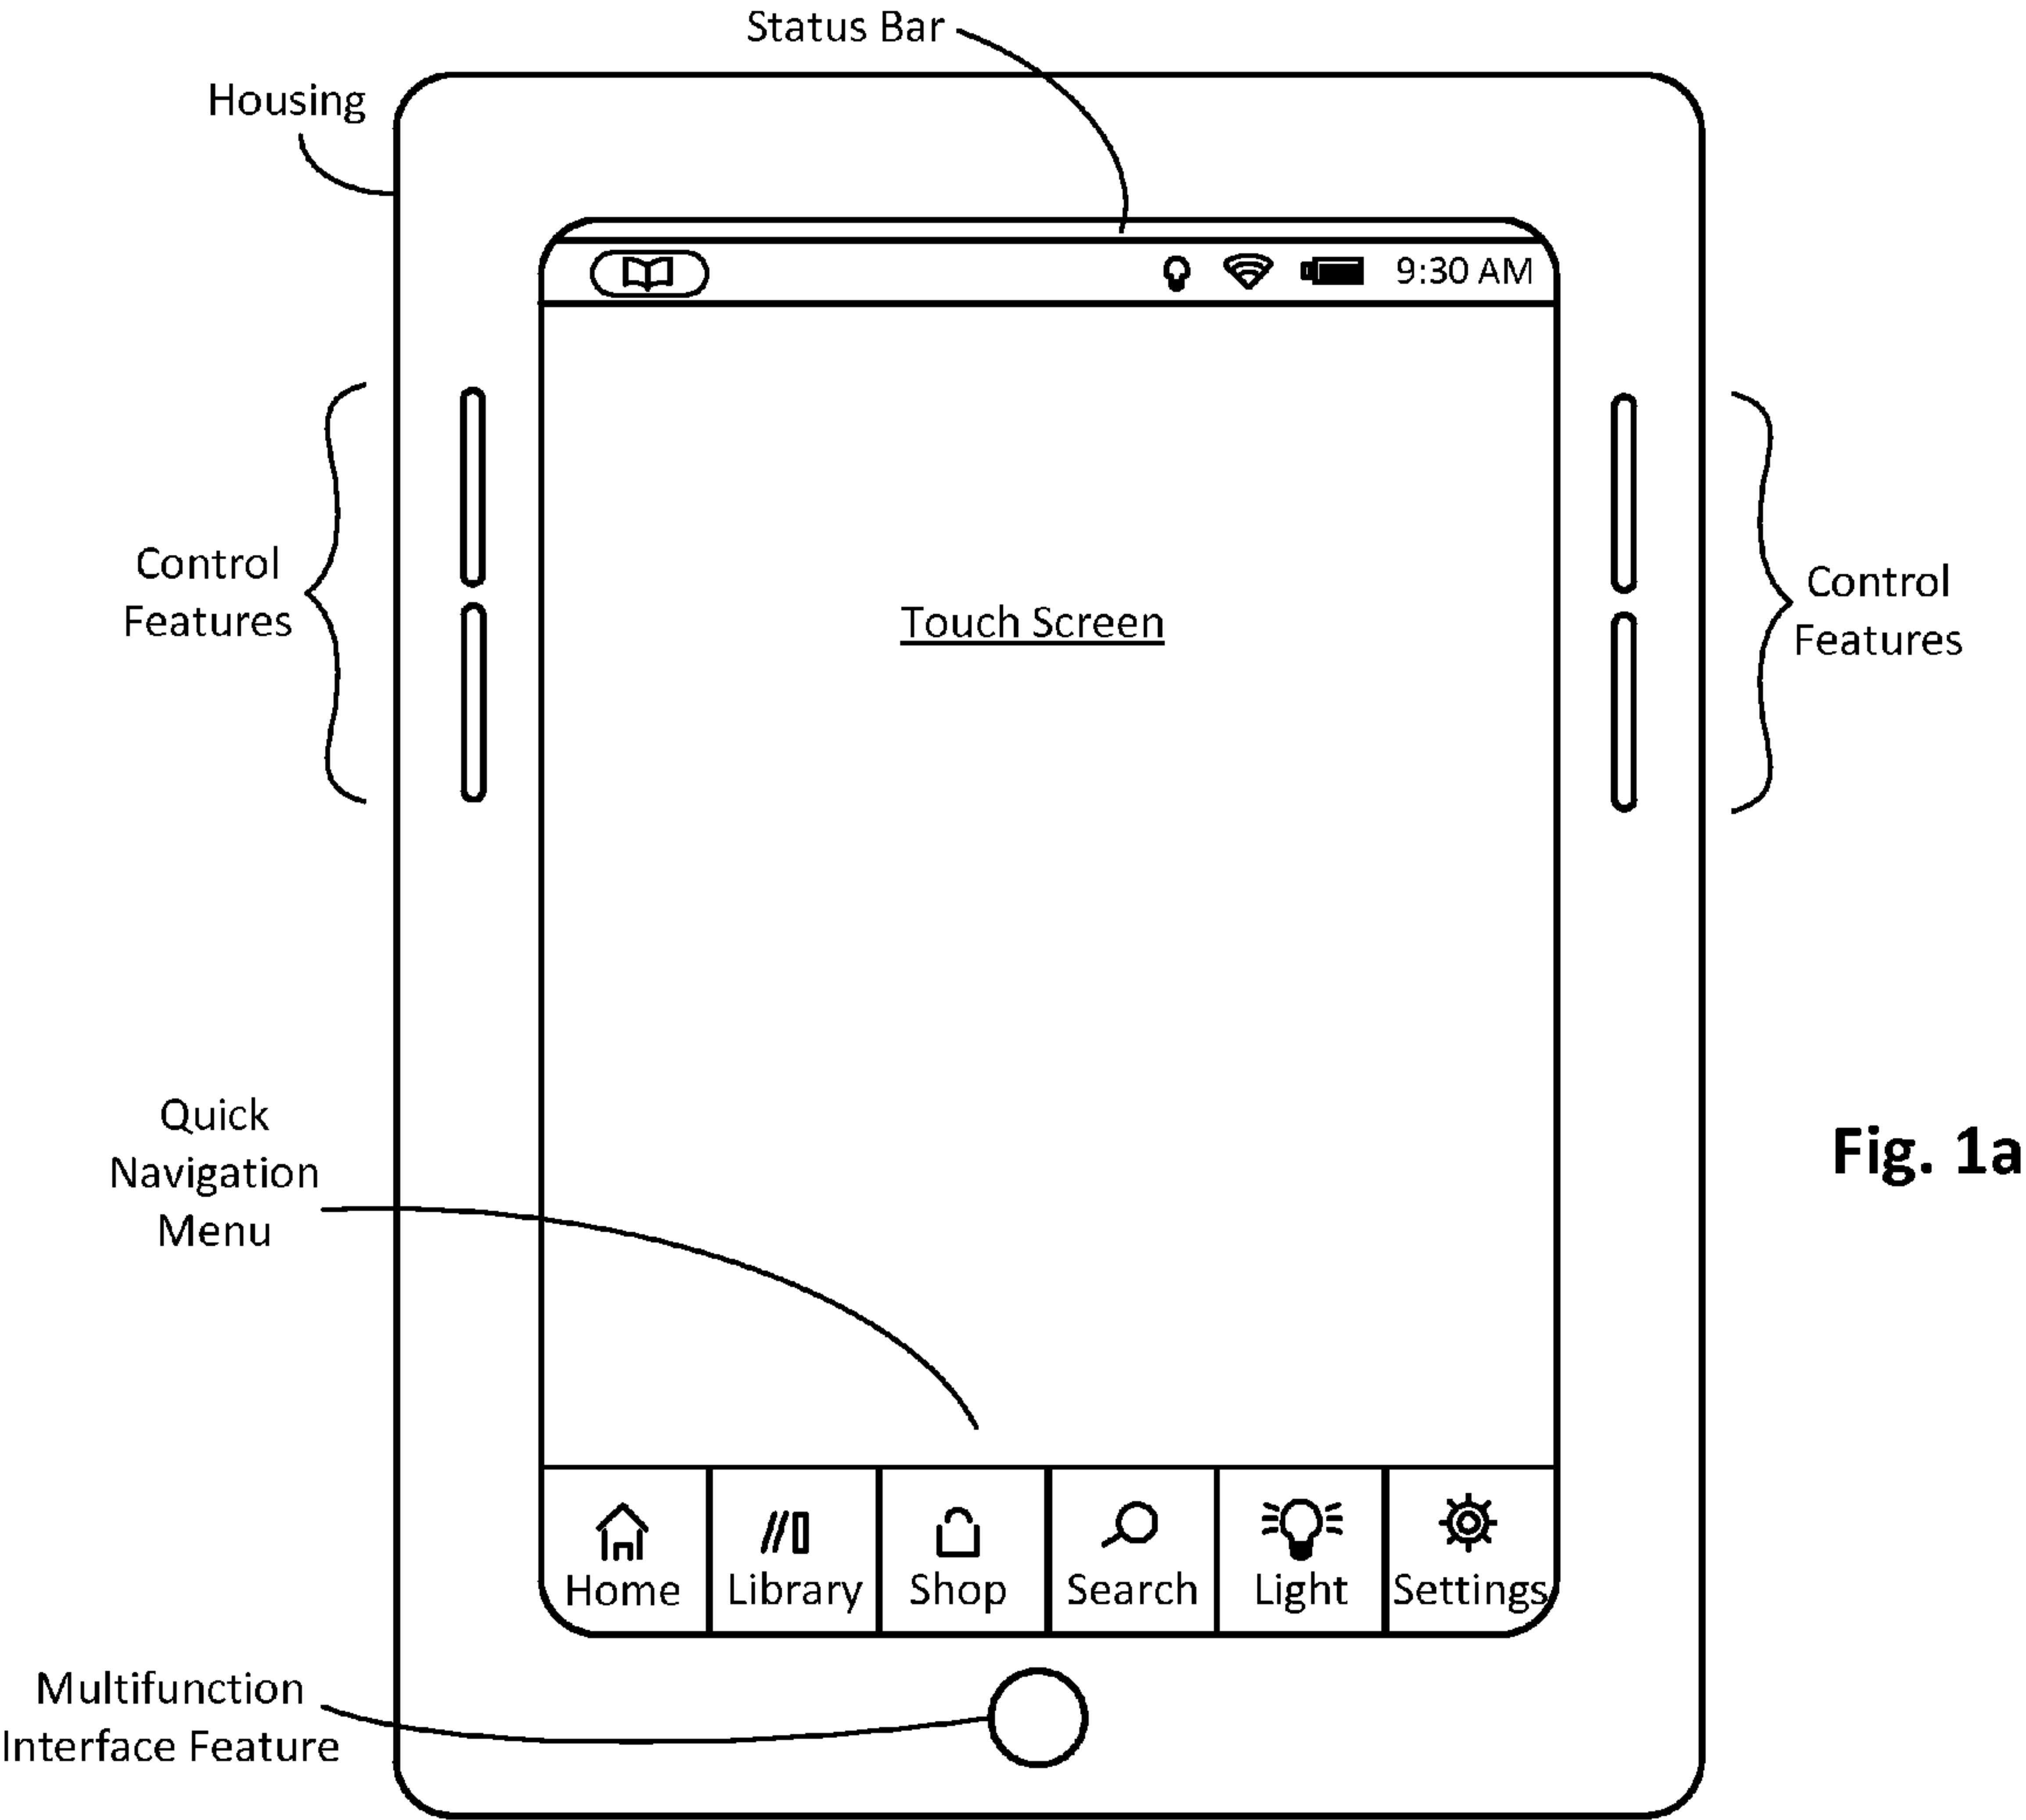 Status Bar
Housing
9:30 AM
Control
Features
Touch Screen
Control
Features
Quick
Navigation
Menu
Fig. 1a
Home
Library
Shop
Search
Light
Settings
Multifunction
Interface Feature